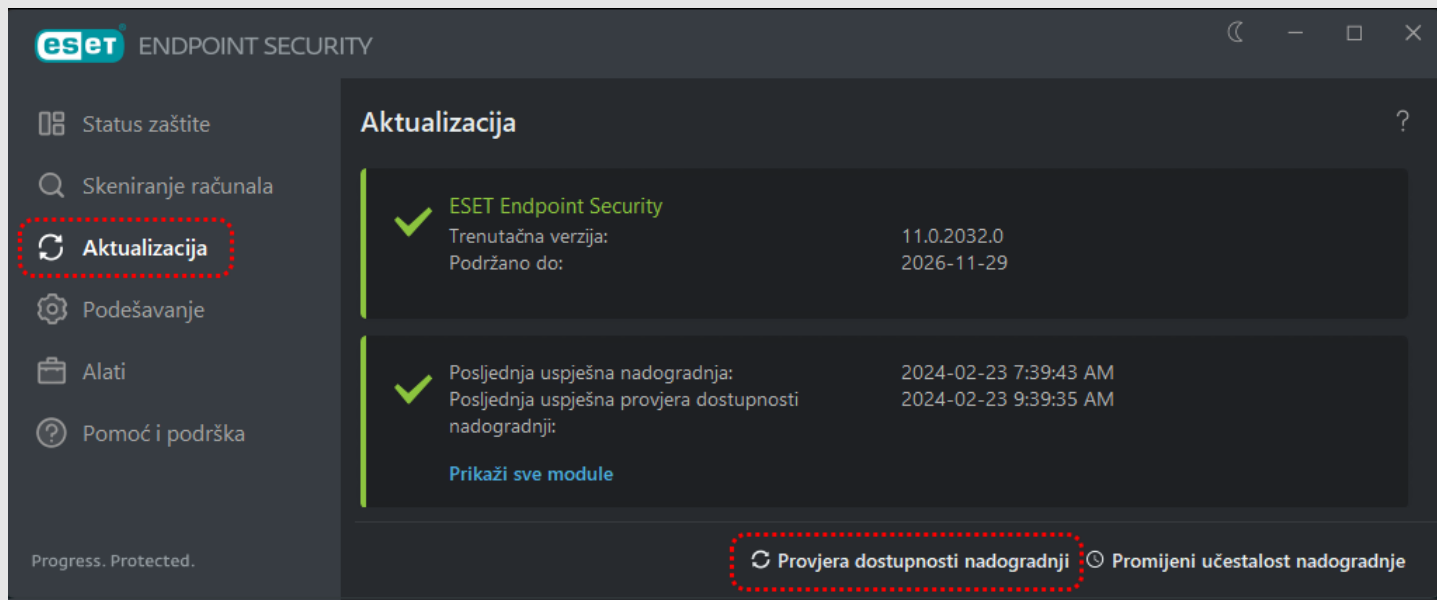 eseT ENDPOINT SECURITY
Status zaštite
Skeniranje računala
Aktualizacija
Podešavanje
Alati
Pomoć i podrška
Progress. Protected.
Aktualizacija
?
ESET Endpoint Security
Trenutačna verzija: 11.0.2032.0
Podržano do: 2026-11-29
Posljednja uspješna nadogradnja: 2024-02-23 7:39:43 AM
Posljednja uspješna provjera dostupnosti 2024-02-23 9:39:35 AM
nadogradnji:
Prikaži sve module
Provjera dostupnosti nadogradnji Promijeni učestalost nadogradnje